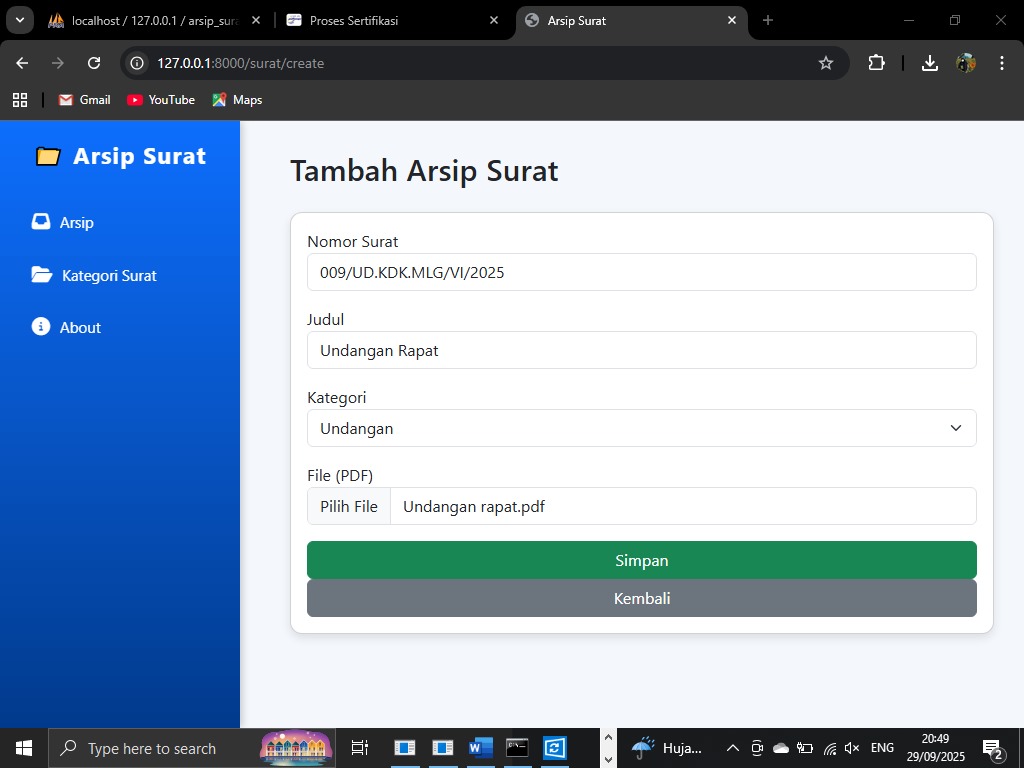 localhost / 127.0.0.1 / arsip_sura
Proses Sertifikasi
Arsip Surat
127.0.0.1:8000/surat/create
Gmail
YouTube
Maps
Arsip Surat
Arsip
Kategori Surat
About
Tambah Arsip Surat
Nomor Surat
009/UD.KDK.MLG/VI/2025
Judul
Undangan Rapat
Kategori
Undangan
File (PDF)
Pilih File
Undangan rapat.pdf
Simpan
Kembali
Type here to search
Huja...
ENG
20:49
29/09/2025
2